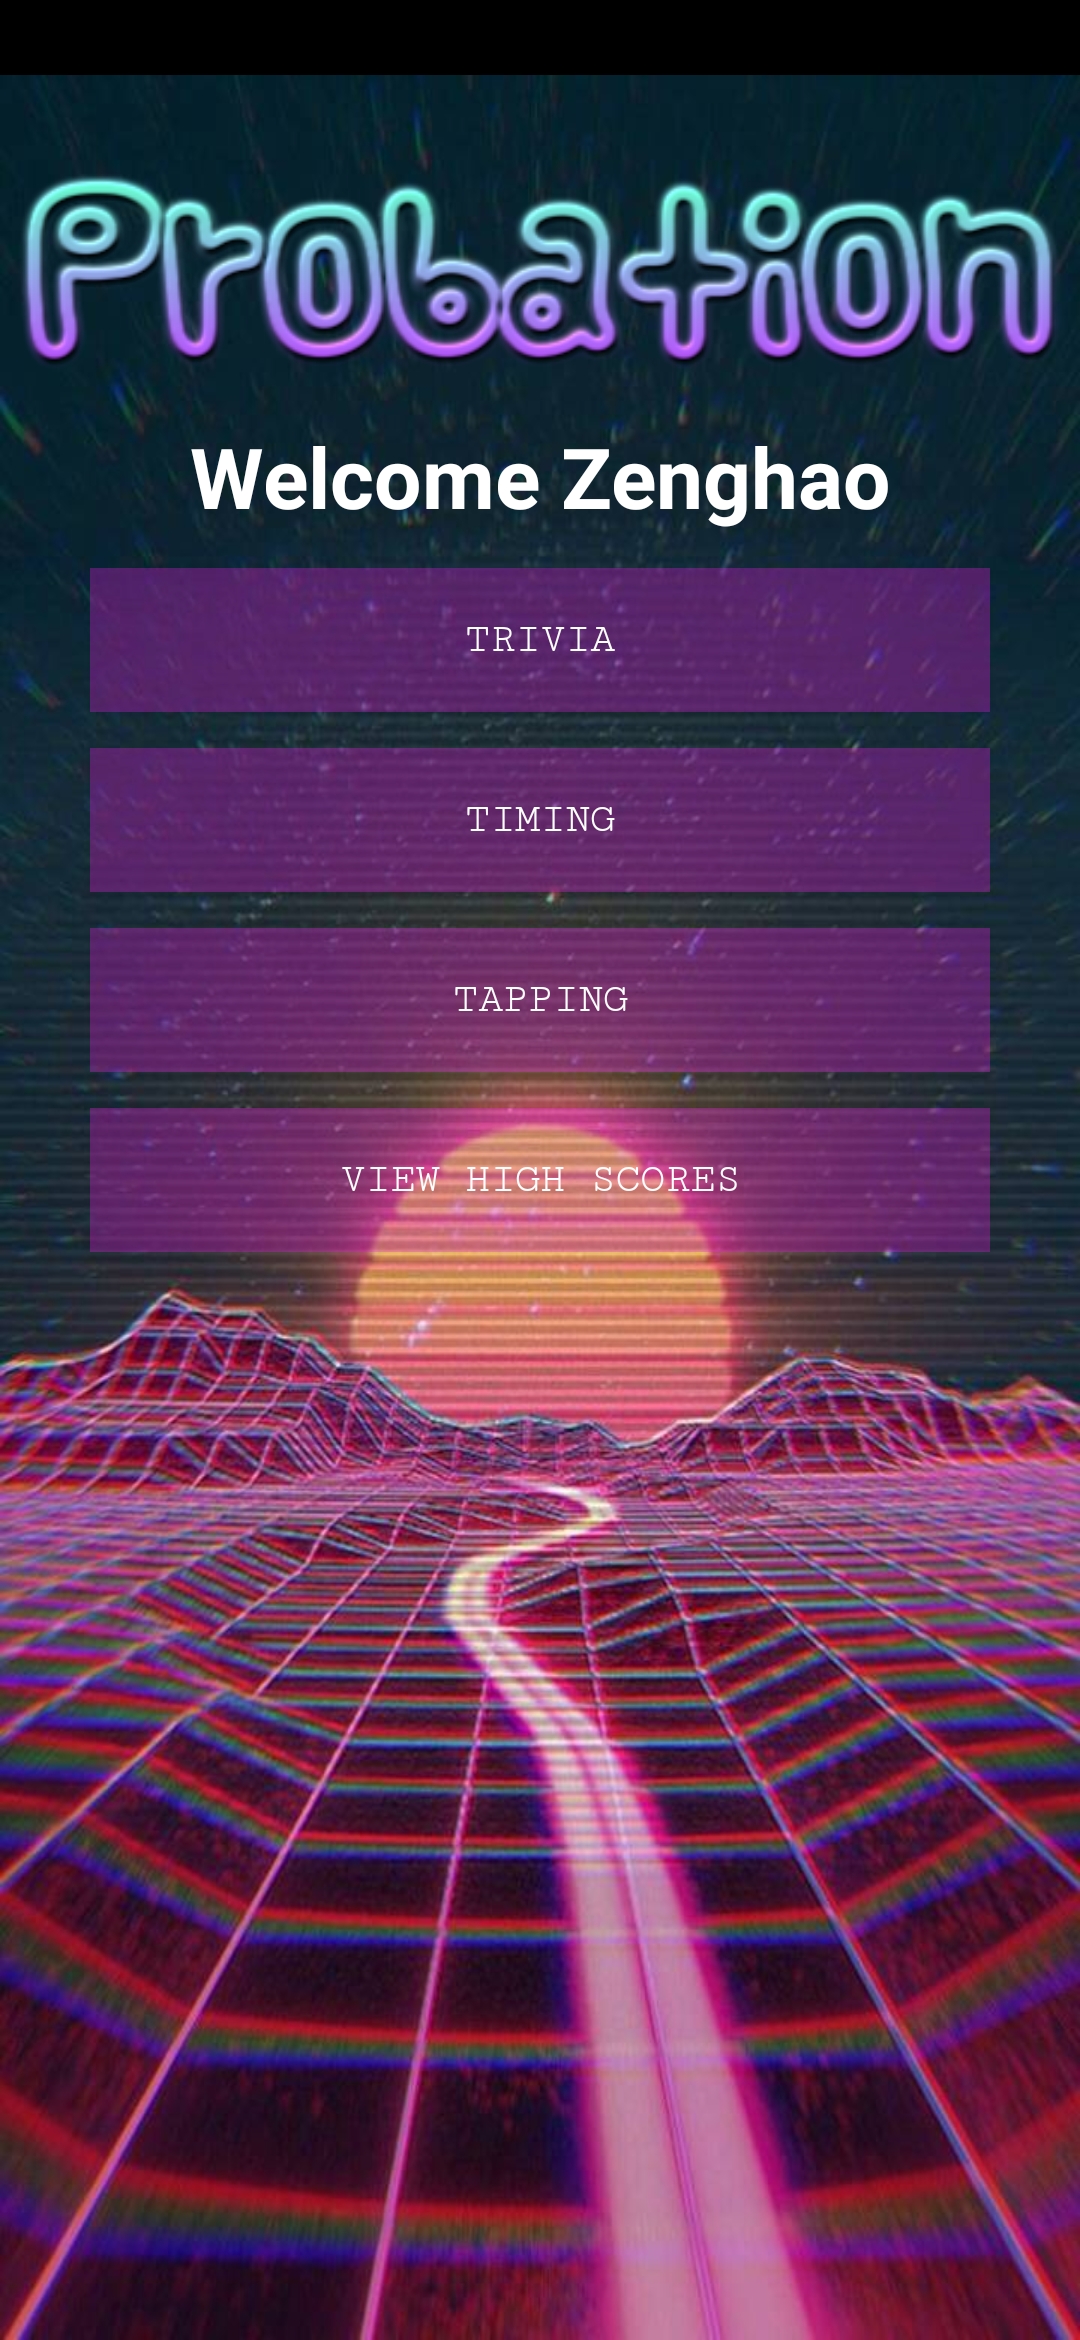 Probation
Welcome Zenghao
TRIVIA
TIMING
TAPPING
VIEW HIGH SCORES